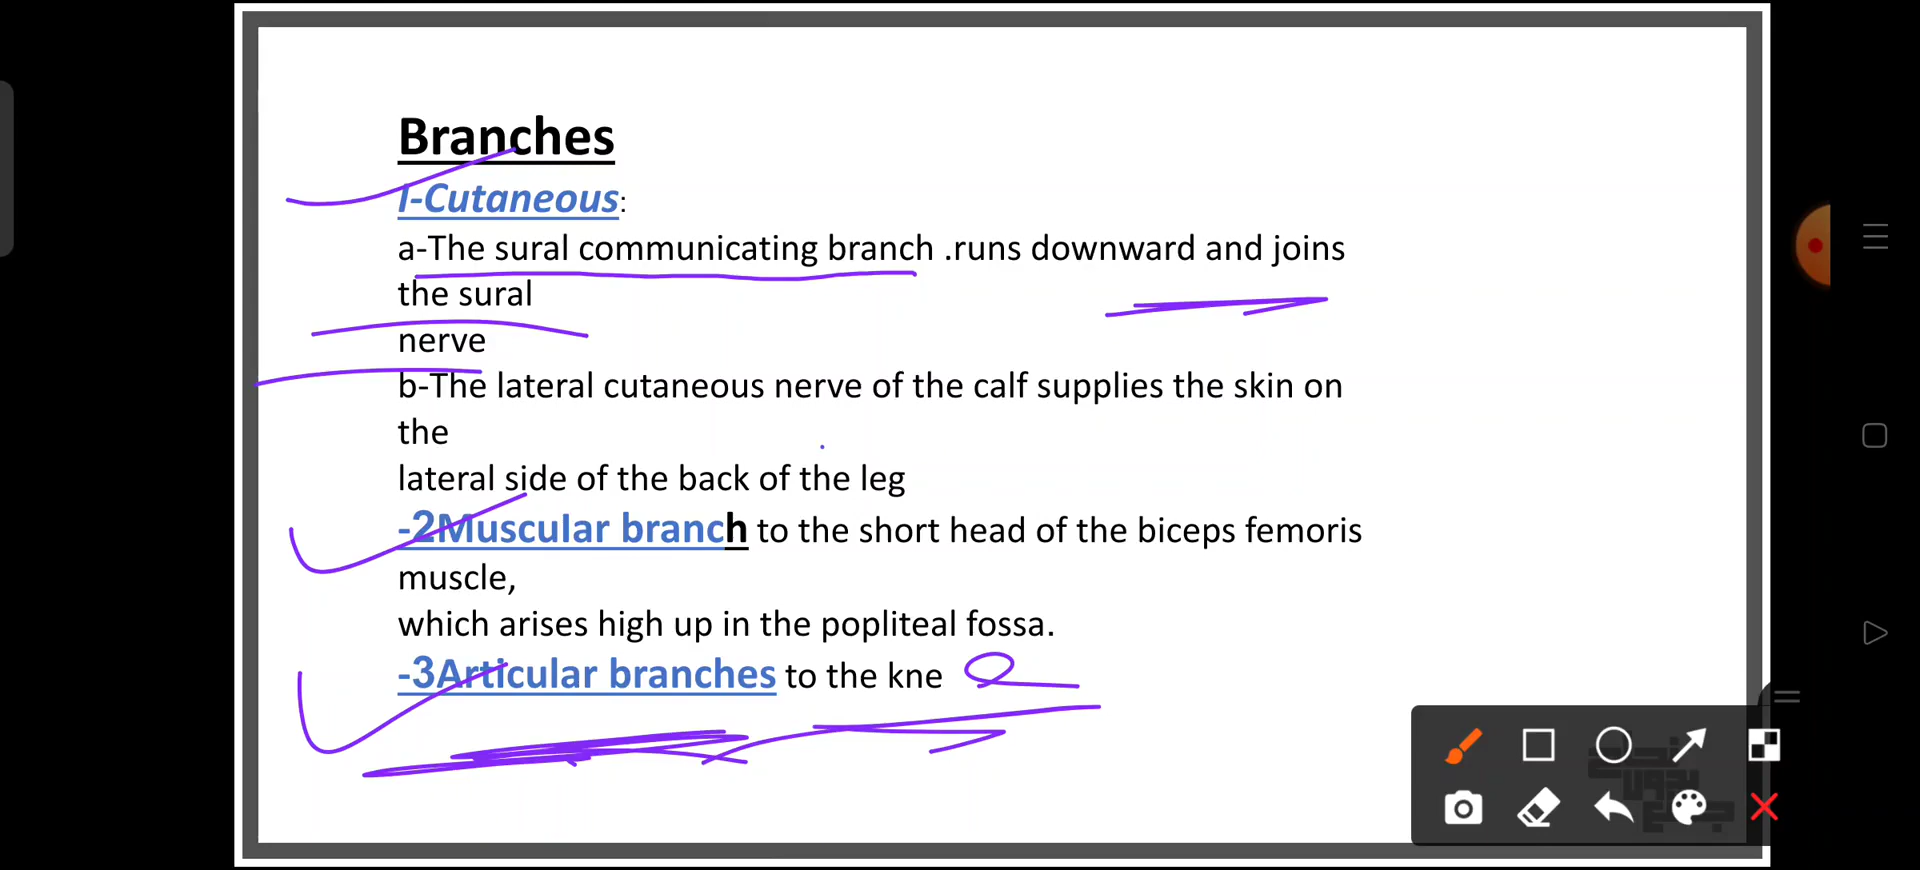 Branches
I-Cutaneous:
a-The sural communicating branch .runs downward and joins
the sural
nerve
b-The lateral cutaneous nerve of the calf supplies the skin on
the
lateral side of the back of the leg
-2Muscular branch to the short head of the biceps femoris
muscle,
which arises high up in the popliteal fossa.
-3Articular branches to the kne